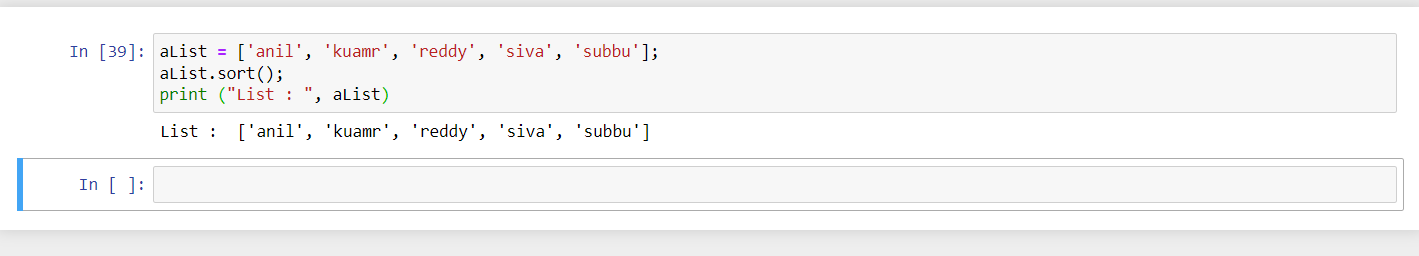 In [39]: aList = ['anil', 'kuamr', 'reddy', 'siva', 'subbu'];
aList.sort();
print ("List : ", aList)
List :  ['anil', 'kuamr', 'reddy', 'siva', 'subbu']
In [ ]: